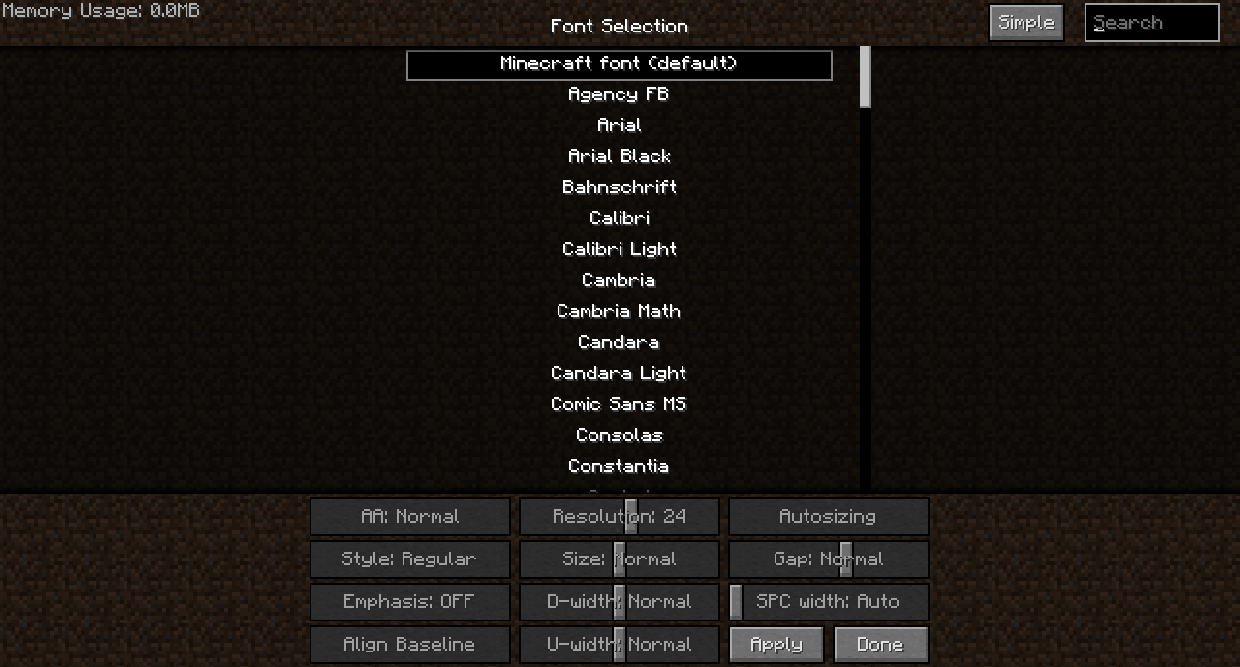 Memory Usage: 0.0MB
Font Selection
Simple
Search
Minecraft font (default)
Agency FB
Arial
Arial Black
Bahnschrift
Calibri
Calibri Light
Cambria
Cambria Math
Candara
Candara Light
Comic Sans MS
Consolas
Constantia
AA: Normal
Resolution: 24
Autosizing
Style: Regular
Size: Normal
Gap: Normal
Emphasis: OFF
D-width: Normal
SPC width: Auto
Align Baseline
U-width: Normal
Apply
Done